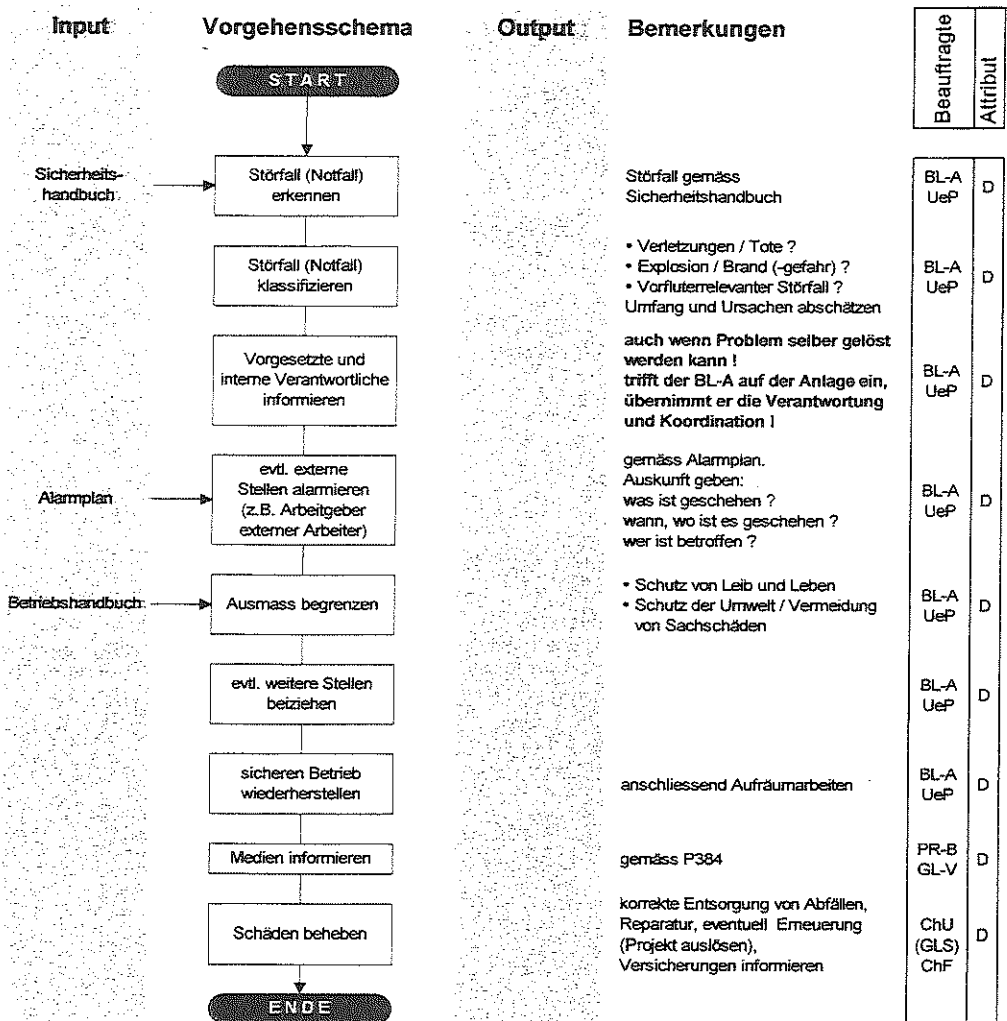 Input Vorgehensschema Output Bemerkungen Beauftragte Attribut
START
Sicherheits-
handbuch
Störfall (Notfall)
erkennen
Störfall gemäss
Sicherheitshandbuch
BL-A
UeP
D
Störfall (Notfall)
klassifizieren
• Verletzungen / Tote ?
• Explosion / Brand (-gefahr) ?
• Vorfluterrelevanter Störfall ?
Umfang und Ursachen abschätzen
BL-A
UeP
D
Vorgesetzte und
interne Verantwortliche
informieren
auch wenn Problem selber gelöst
werden kann !
trifft der BL-A auf der Anlage ein,
übernimmt er die Verantwortung
und Koordination !
BL-A
UeP
D
Alarmplan
evtl. externe
Stellen alarmieren
(z.B. Arbeitgeber
externer Arbeiter)
gemäss Alarmplan.
Auskunft geben:
was ist geschehen ?
wann, wo ist es geschehen ?
wer ist betroffen ?
BL-A
UeP
D
Betriebshandbuch
Ausmass begrenzen
• Schutz von Leib und Leben
• Schutz der Umwelt / Vermeidung
von Sachschäden
BL-A
UeP
D
evtl. weitere Stellen
beiziehen
BL-A
UeP
D
sicheren Betrieb
wiederherstellen
anschliessend Aufräumarbeiten
BL-A
UeP
D
Medien informieren
gemäss P384
PR-B
GL-V
D
Schäden beheben
korrekte Entsorgung von Abfällen,
Reparatur, eventuell Erneuerung
(Projekt auslösen),
Versicherungen informieren
ChU
(GLS)
ChF
D
ENDE